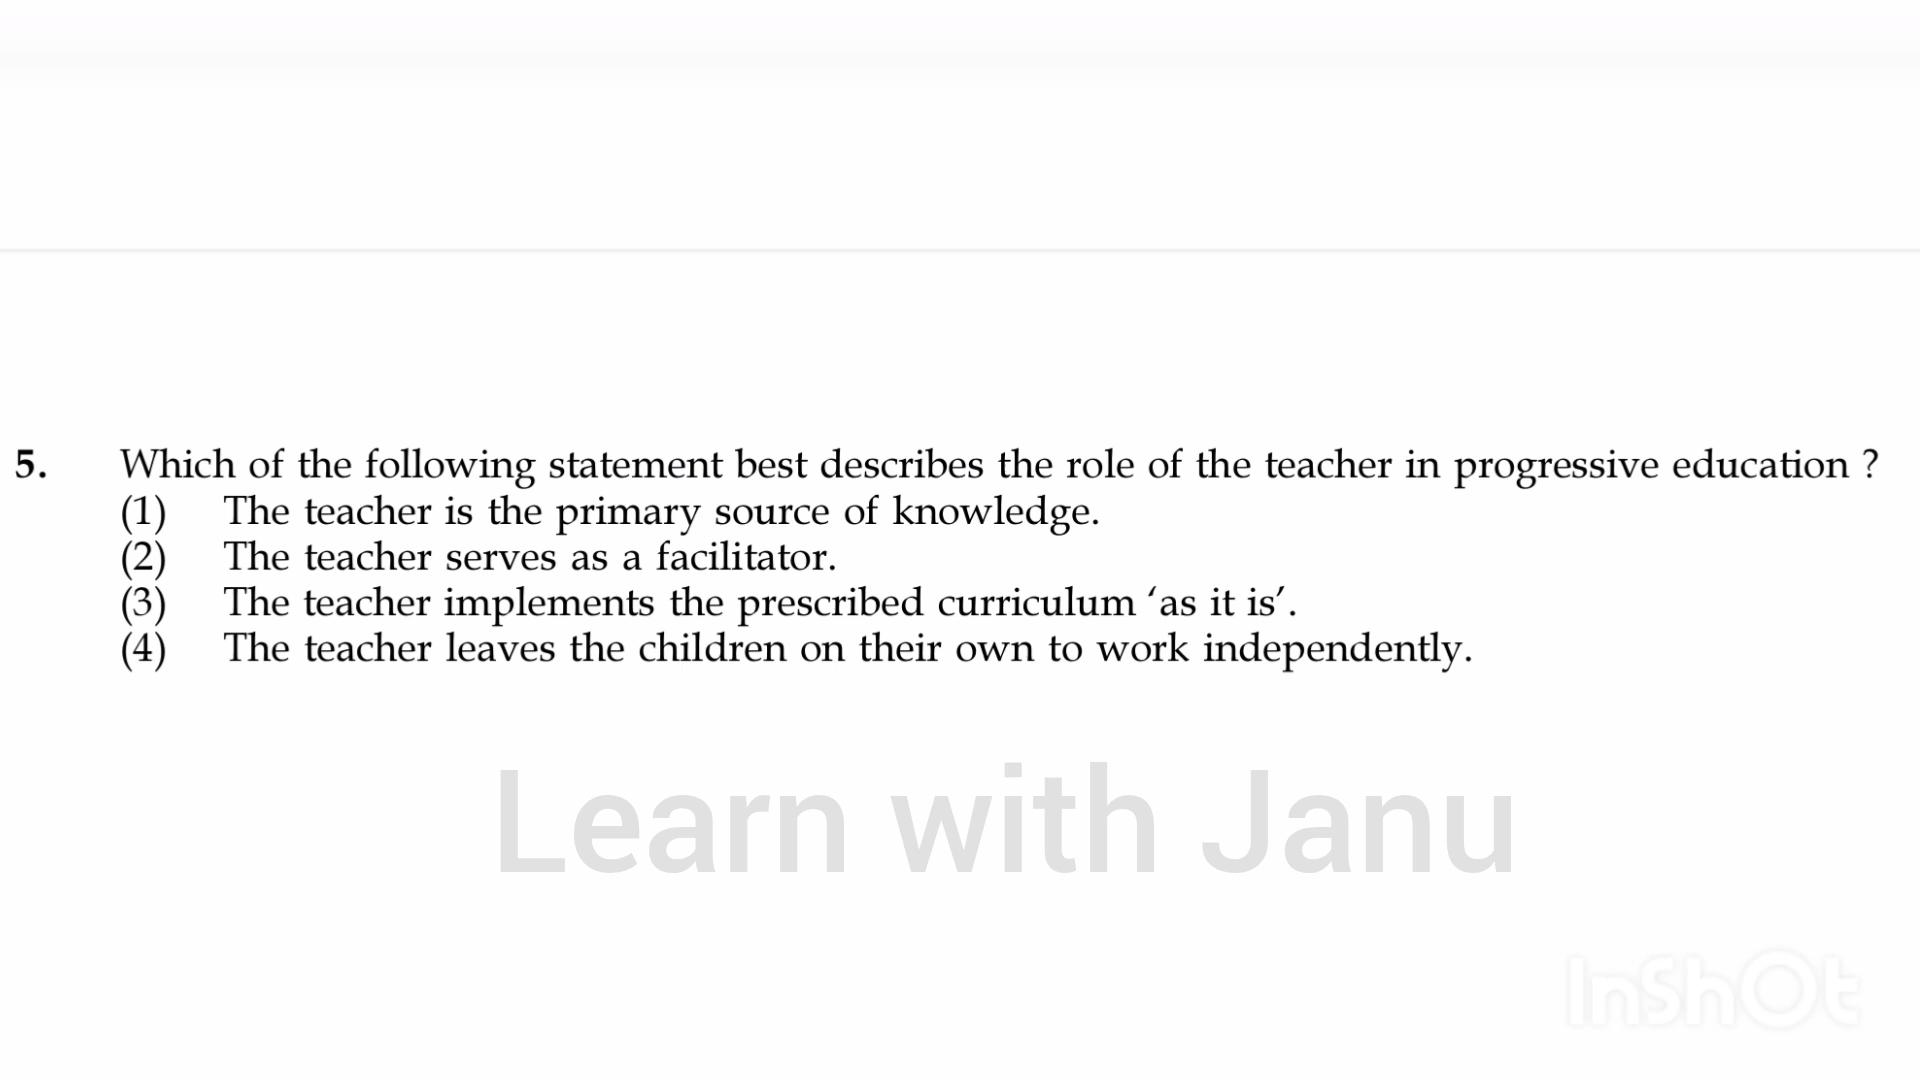 5. Which of the following statement best describes the role of the teacher in progressive education ?
(1) The teacher is the primary source of knowledge.
(2) The teacher serves as a facilitator.
(3) The teacher implements the prescribed curriculum ‘as it is’.
(4) The teacher leaves the children on their own to work independently.
Learn with Janu
InShOt